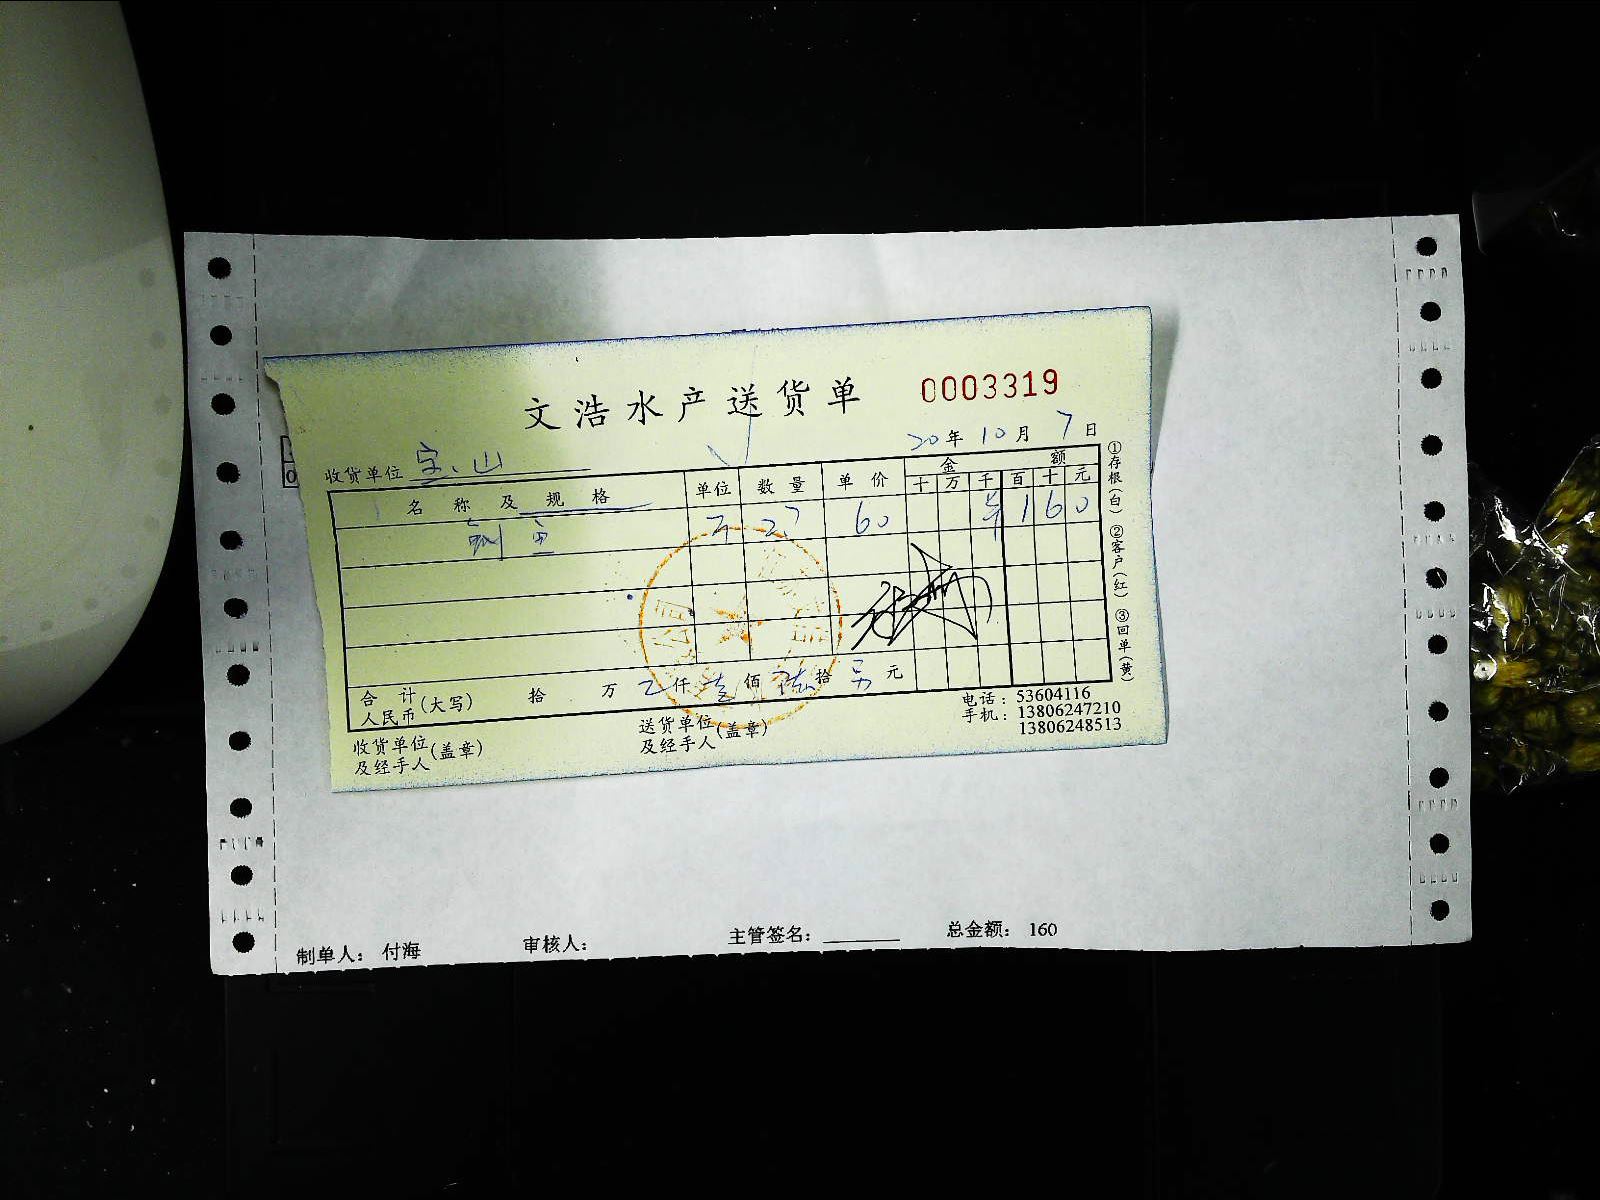 文浩水产送货单 0003319
20年10月7日
收货单位 宝山
名称及规格 单位 数量 单价 金额
十 万 千 百 十 元
鱼 27 60 160
①存根(白) ②客户(红) ③回单(黄)
合计
人民币(大写) 拾 万 仟 壹 佰 陆 拾 元
收货单位
及经手人(盖章)
送货单位
及经手人(盖章)
电话:53604116
手机:13806247210
13806248513
制单人: 付海 审核人: 主管签名: 总金额: 160